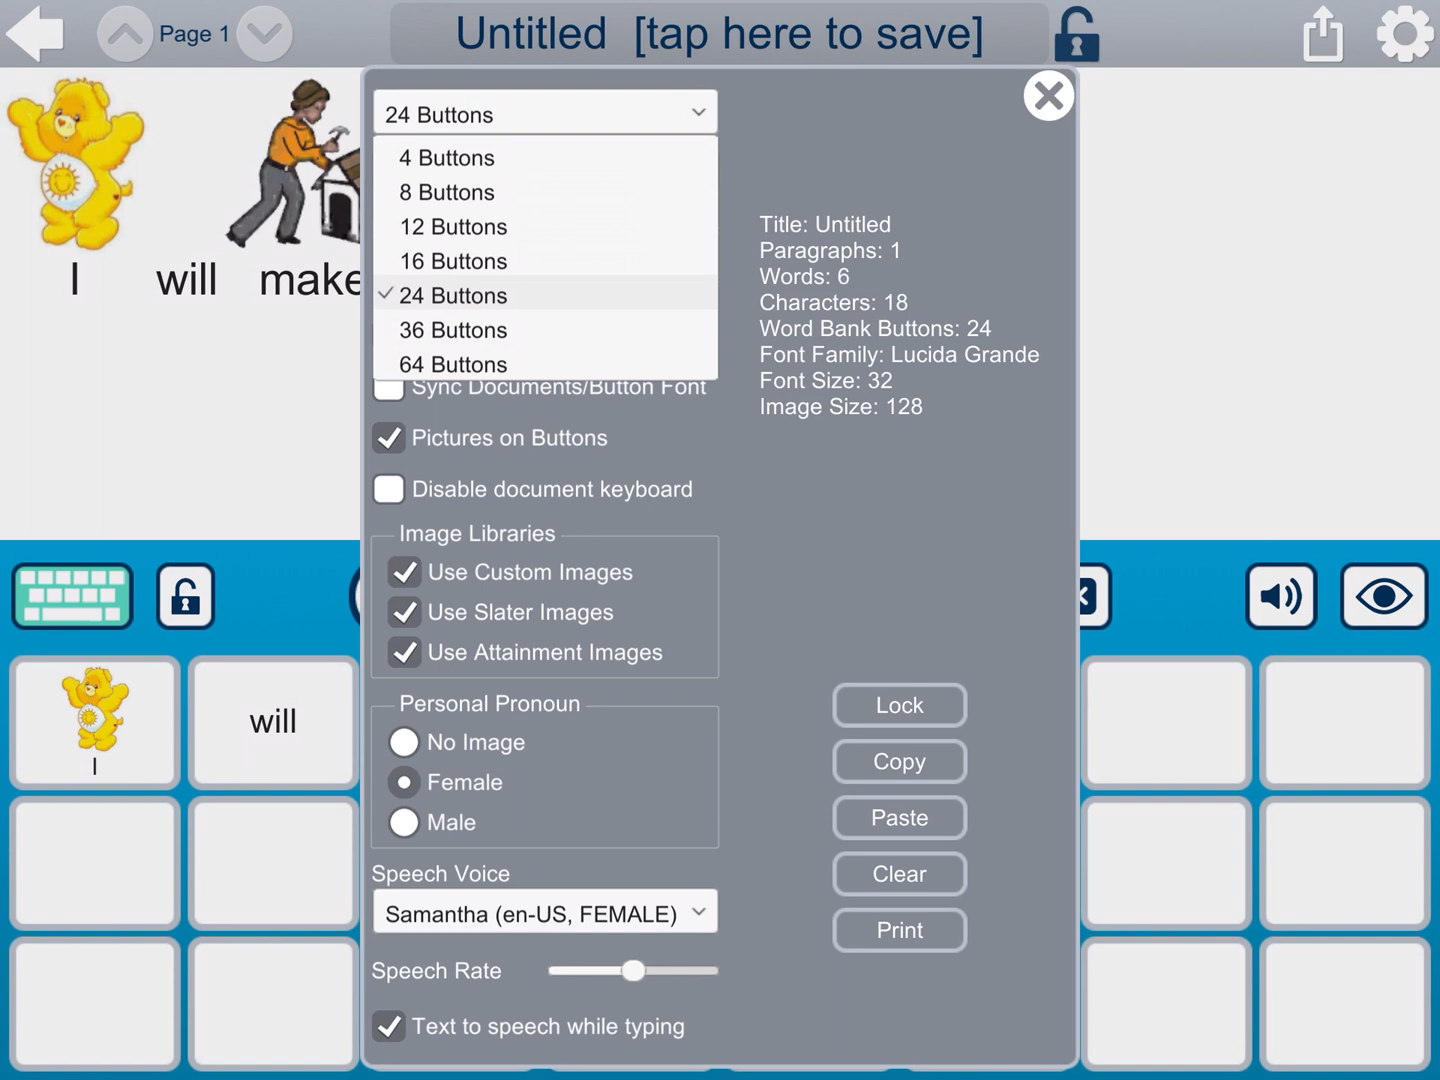 Page 1
Untitled  [tap here to save]
I will make
24 Buttons
4 Buttons
8 Buttons
12 Buttons
16 Buttons
24 Buttons
36 Buttons
64 Buttons
Sync Documents/Button Font
Pictures on Buttons
Disable document keyboard
Image Libraries
Use Custom Images
Use Slater Images
Use Attainment Images
Personal Pronoun
No Image
Female
Male
Speech Voice
Samantha (en-US, FEMALE)
Speech Rate
Text to speech while typing
Title: Untitled
Paragraphs: 1
Words: 6
Characters: 18
Word Bank Buttons: 24
Font Family: Lucida Grande
Font Size: 32
Image Size: 128
Lock
Copy
Paste
Clear
Print
I
will